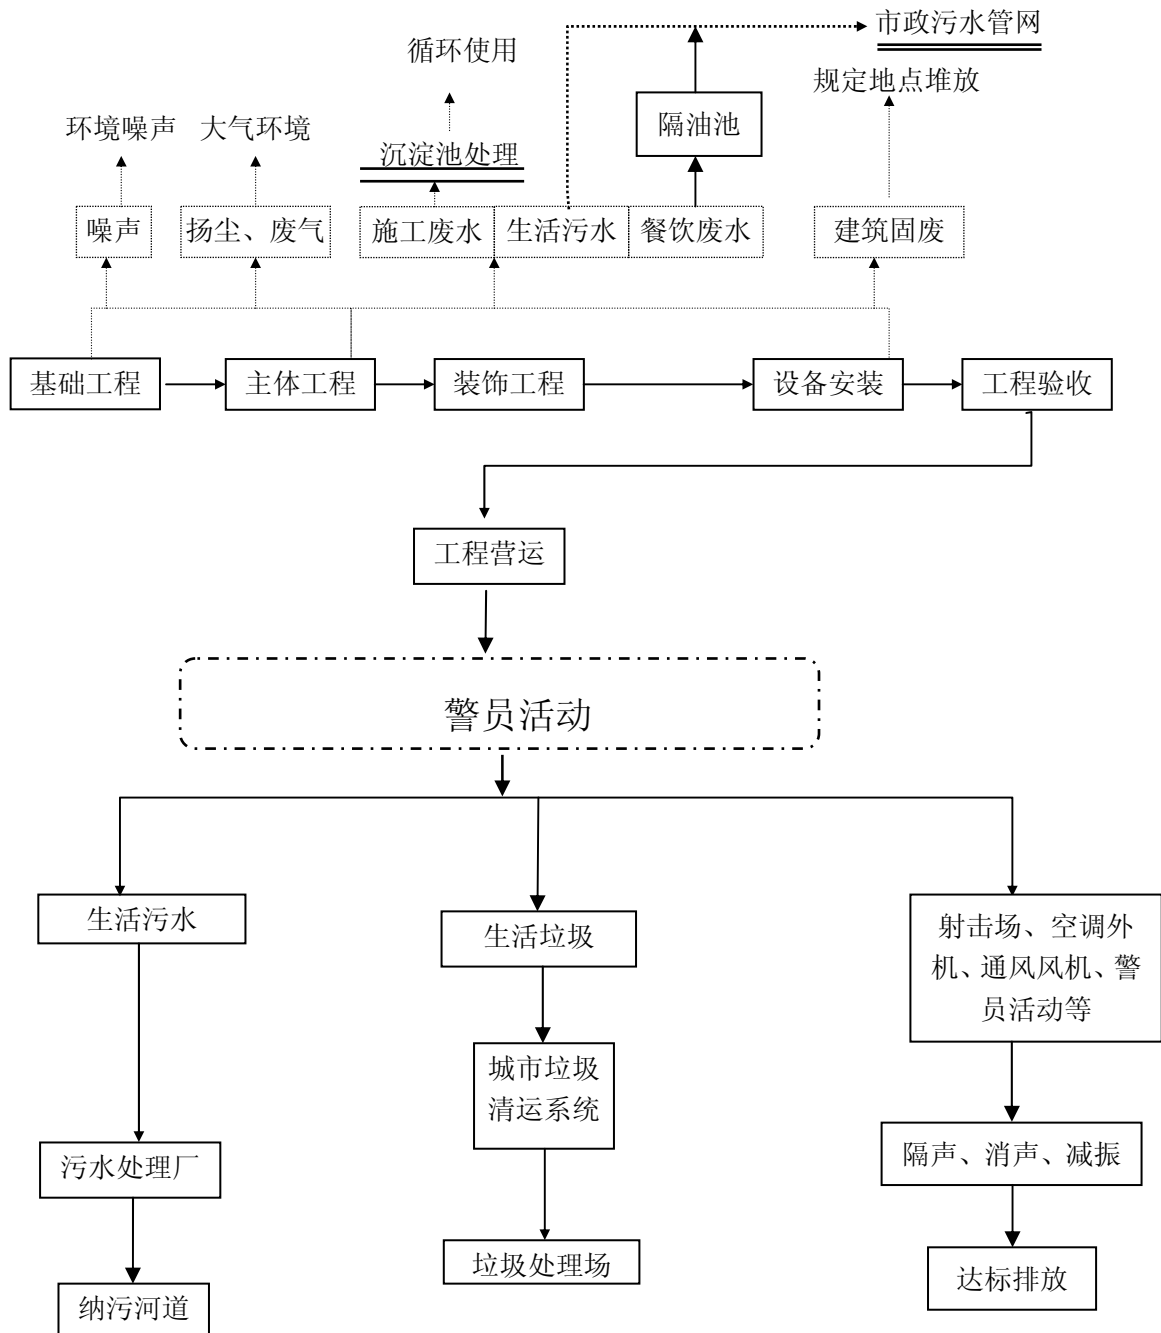 市政污水管网
循环使用
规定地点堆放
隔油池
环境噪声
大气环境
沉淀池处理
噪声
扬尘、废气
施工废水
生活污水
餐饮废水
建筑固废
基础工程
主体工程
装饰工程
设备安装
工程验收
工程营运
警员活动
生活污水
生活垃圾
射击场、空调外
机、通风风机、警
员活动等
城市垃圾
清运系统
污水处理厂
隔声、消声、减振
垃圾处理场
达标排放
纳污河道